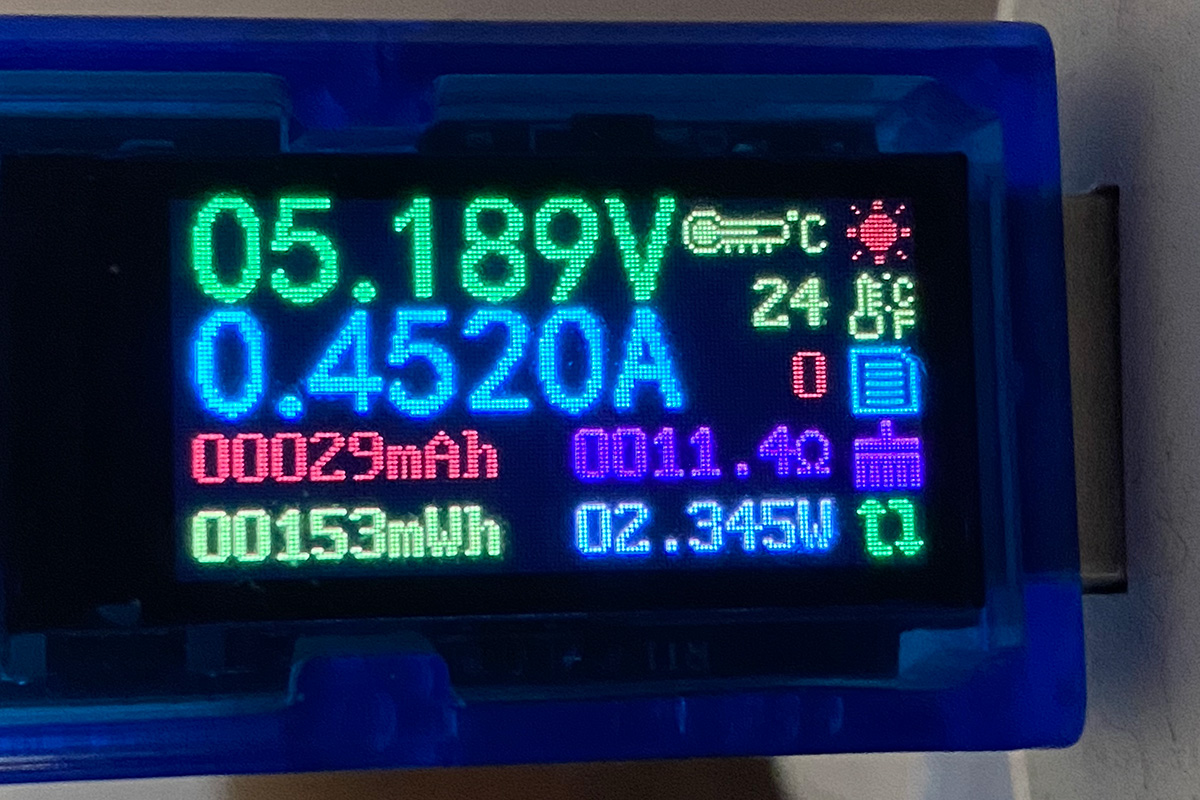 05.189V °C
24 °C °F
0.4520A 0
00029mAh 0011.4Ω
00153mWh 02.345W